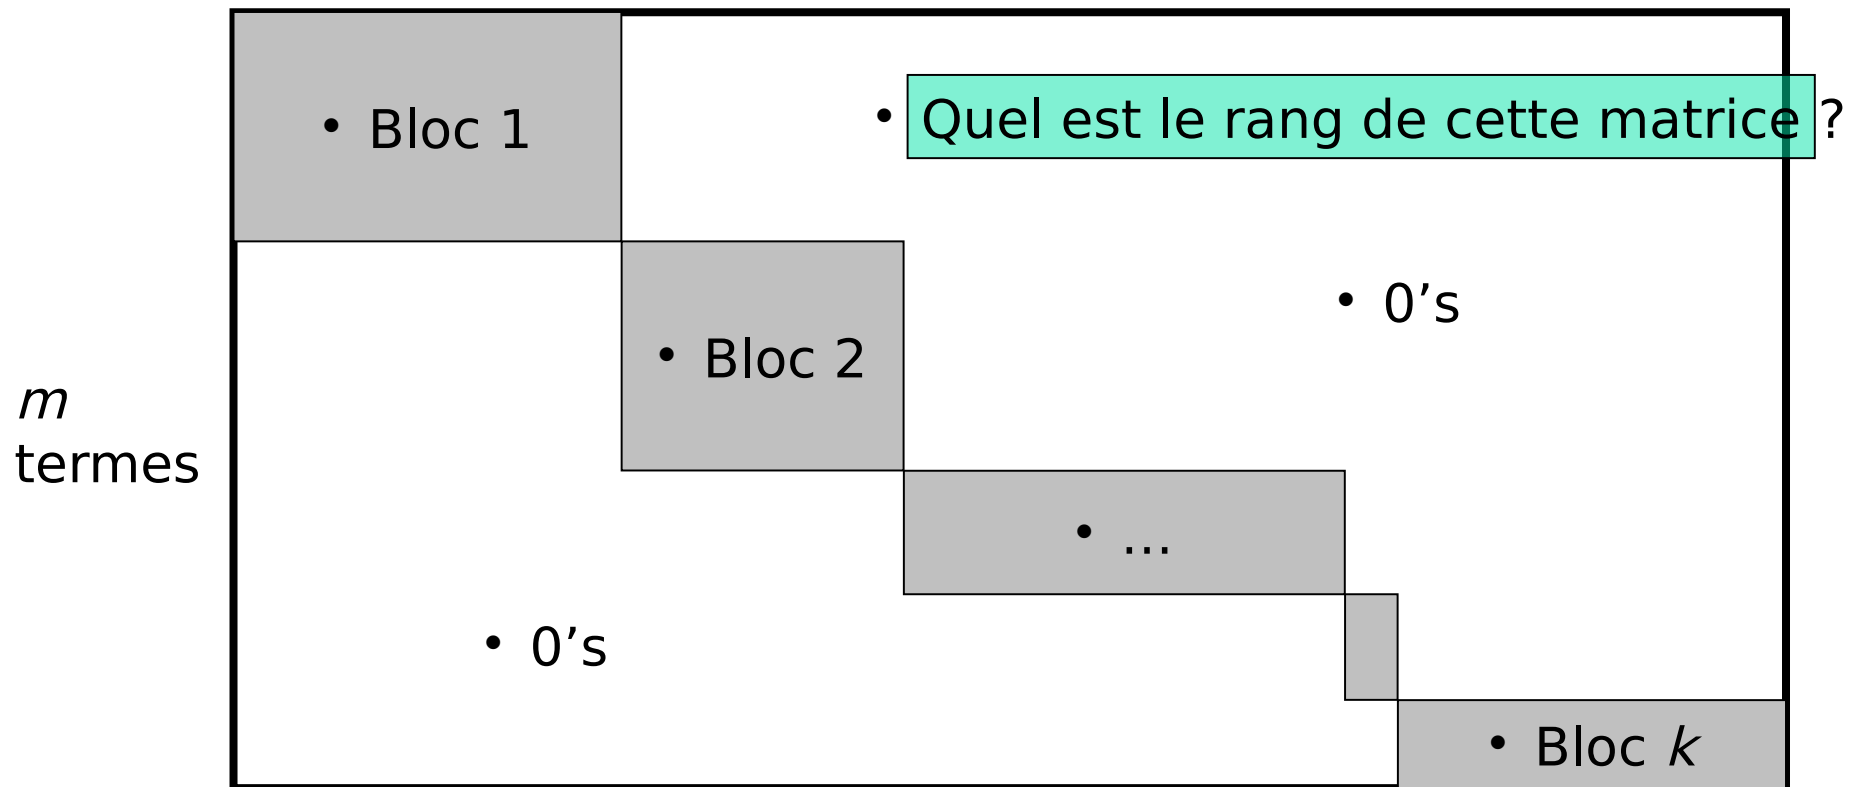 • Bloc 1
• Quel est le rang de cette matrice ?
• 0’s
• Bloc 2
m
termes
• …
• 0’s
• Bloc k